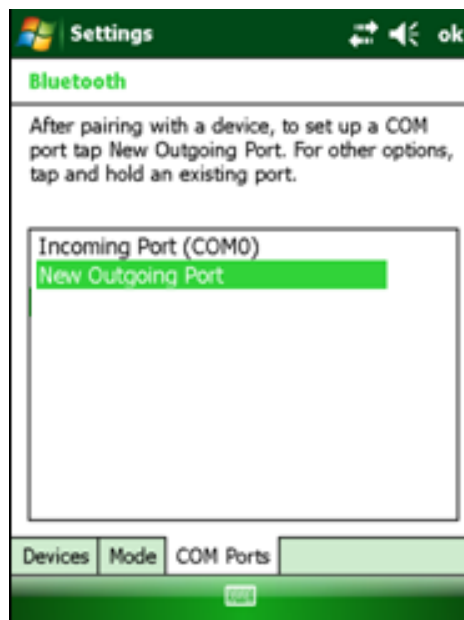 Settings
ok
Bluetooth
After pairing with a device, to set up a COM
port tap New Outgoing Port. For other options,
tap and hold an existing port.
Incoming Port (COM0)
New Outgoing Port
Devices Mode COM Ports